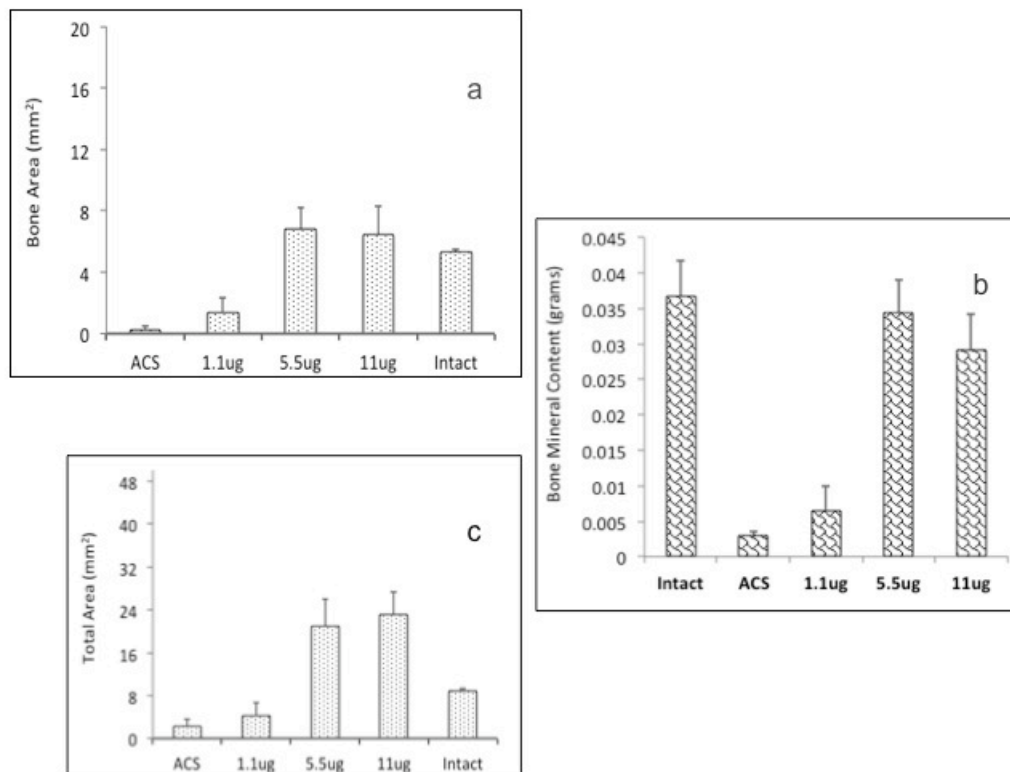 Bone Area (mm²)
20
16
12
8
4
0
a
ACS 1.1ug 5.5ug 11ug Intact
Bone Mineral Content (grams)
0.045
0.04
0.035
0.03
0.025
0.02
0.015
0.01
0.005
0
b
Intact ACS 1.1ug 5.5ug 11ug
Total Area (mm²)
48
40
32
24
16
8
0
c
ACS 1.1ug 5.5ug 11ug Intact